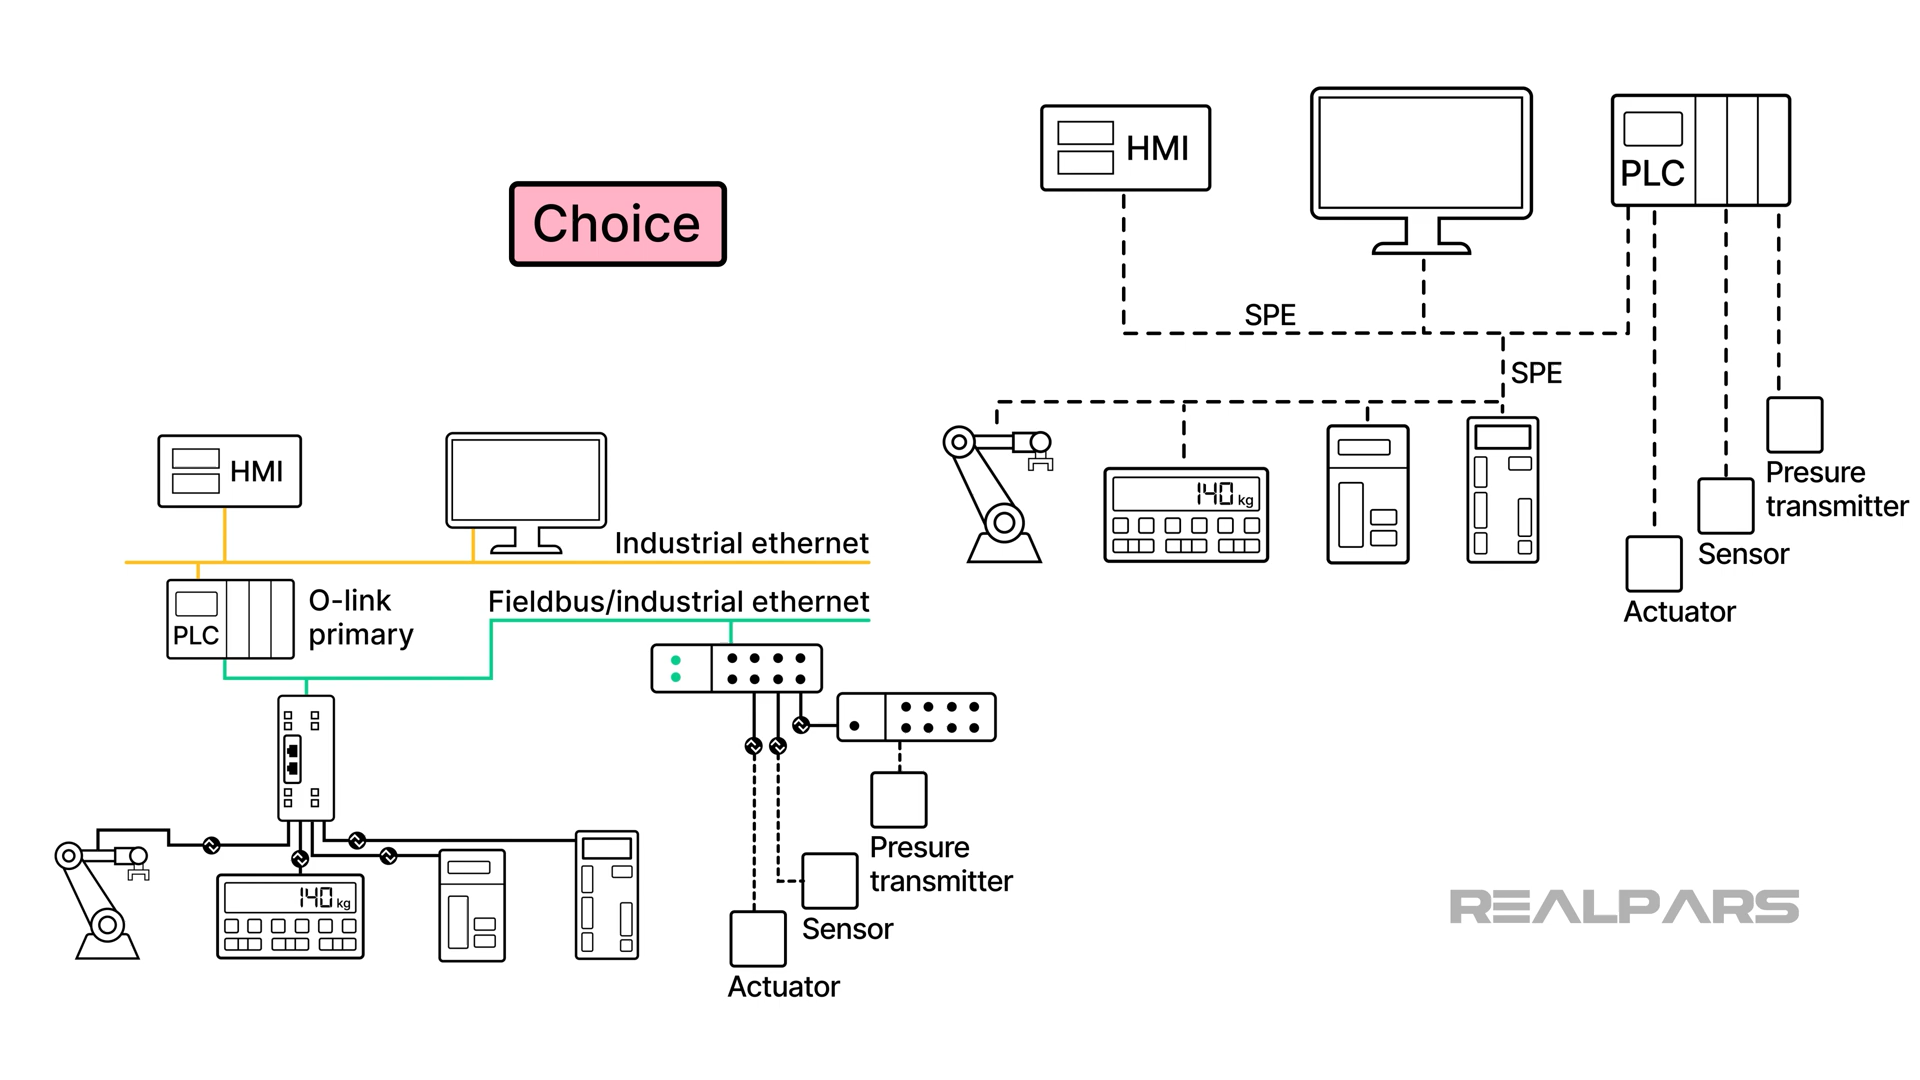 Choice
HMI
PLC
SPE
SPE
140 kg
Presure
transmitter
Sensor
Actuator
HMI
Industrial ethernet
PLC
O-link
primary
Fieldbus/industrial ethernet
140 kg
Presure
transmitter
Sensor
Actuator
REALPARS